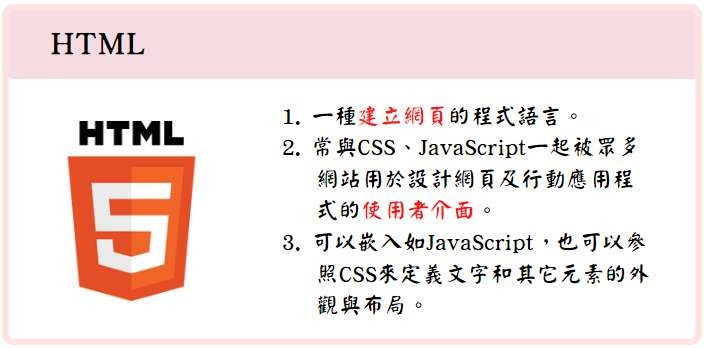 HTML
HTML
5
1. 一種建立網頁的程式語言。
2. 常與CSS、JavaScript一起被眾多
網站用於設計網頁及行動應用程
式的使用者介面。
3. 可以嵌入如JavaScript，也可以參
照CSS來定義文字和其它元素的外
觀與布局。